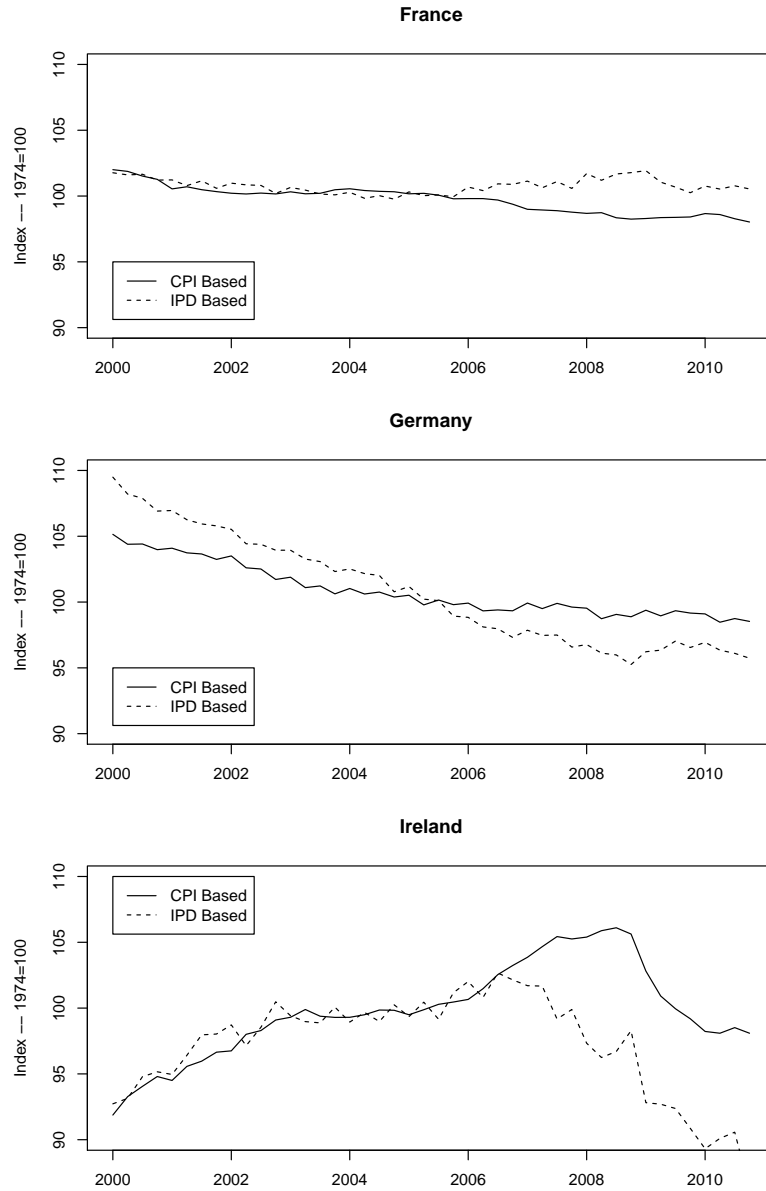 France
Index −− 1974=100
110
105
100
95
90
CPI Based
IPD Based
2000 2002 2004 2006 2008 2010
Germany
Index −− 1974=100
110
105
100
95
90
CPI Based
IPD Based
2000 2002 2004 2006 2008 2010
Ireland
Index −− 1974=100
110
105
100
95
90
CPI Based
IPD Based
2000 2002 2004 2006 2008 2010